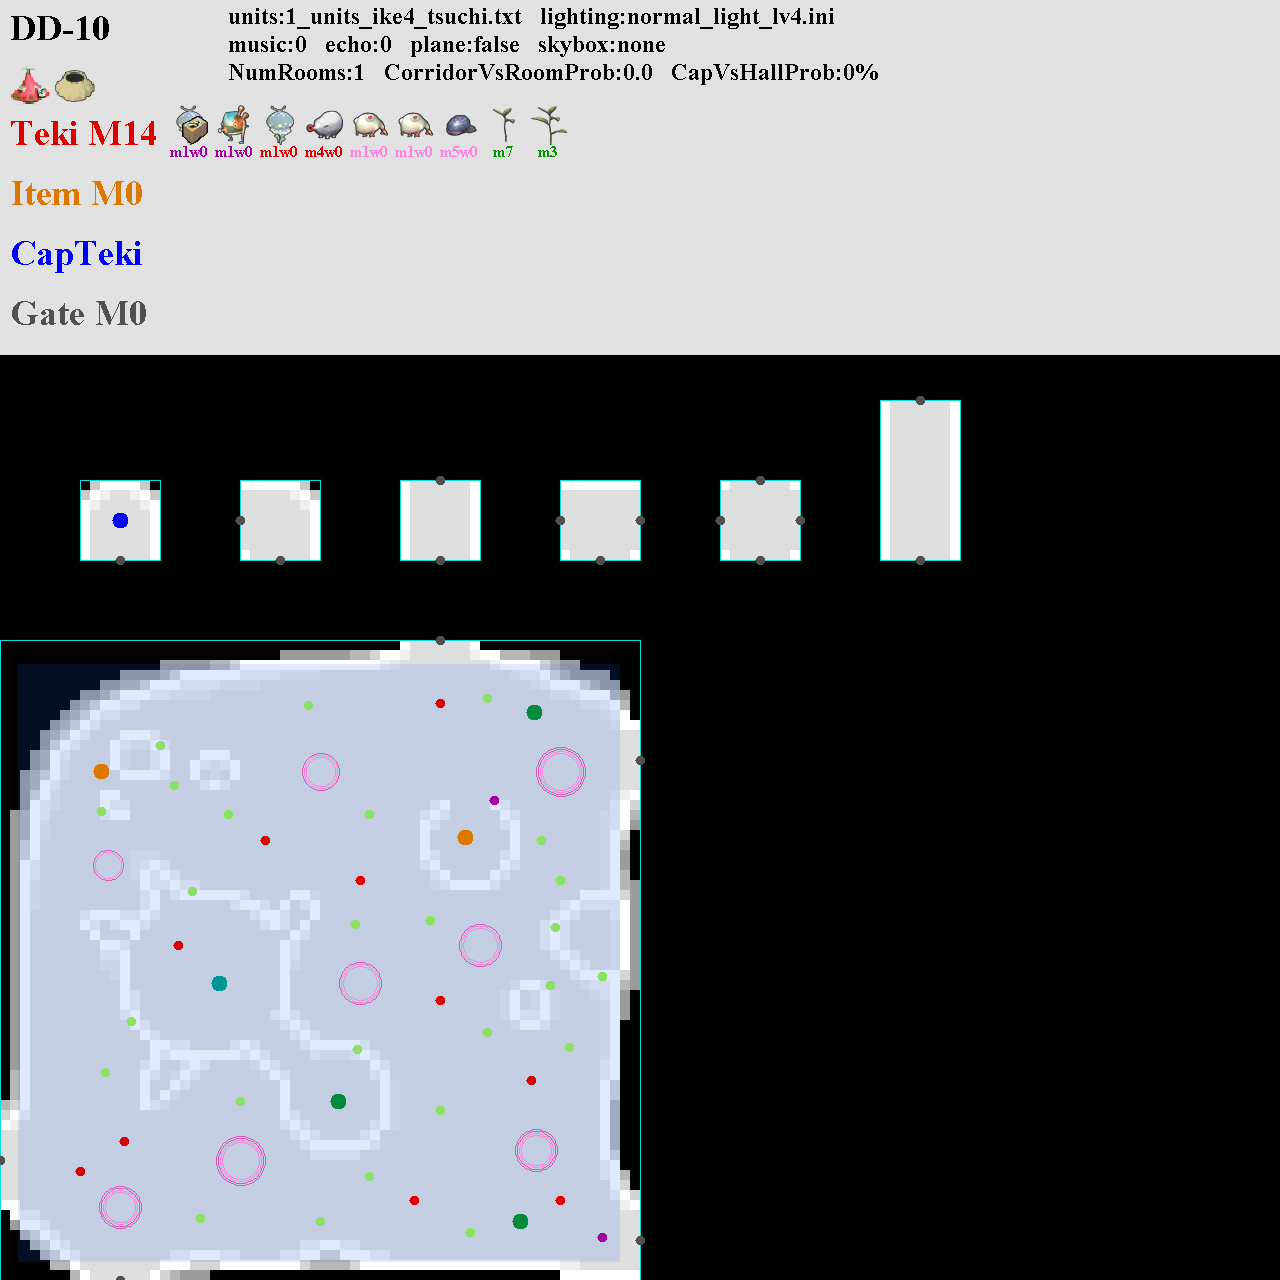 DD-10
units:1_units_ike4_tsuchi.txt lighting:normal_light_lv4.ini
music:0 echo:0 plane:false skybox:none
NumRooms:1 CorridorVsRoomProb:0.0 CapVsHallProb:0%
Teki M14
m1w0 m1w0 m1w0 m4w0 m1w0 m1w0 m5w0 m7 m3
Item M0
CapTeki
Gate M0